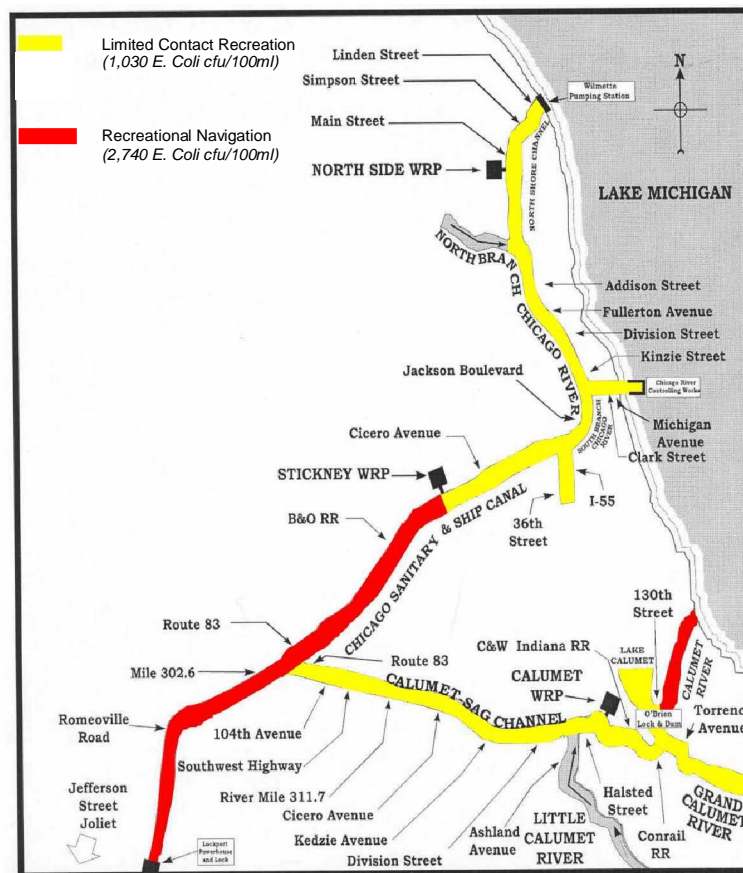 Limited Contact Recreation
(1,030 E. Coli cfu/100ml)
Recreational Navigation
(2,740 E. Coli cfu/100ml)
Linden Street
Simpson Street
Main Street
NORTH SIDE WRP
Wilmette
Pumping Station
N
NORTH SHORE CHANNEL
LAKE MICHIGAN
NORTH BRANCH CHICAGO RIVER
Addison Street
Fullerton Avenue
Division Street
Kinzie Street
Jackson Boulevard
Chicago River
Controlling Works
Michigan
Avenue
Clark Street
SOUTH BRANCH
CHICAGO
RIVER
Cicero Avenue
STICKNEY WRP
I-55
36th
Street
B&O RR
CHICAGO SANITARY & SHIP CANAL
130th
Street
Route 83
Route 83
C&W Indiana RR
LAKE
CALUMET
CALUMET
RIVER
Mile 302.6
CALUMET-SAG CHANNEL
CALUMET
WRP
O'Brien
Lock & Dam
Torrence
Avenue
Romeoville
Road
104th Avenue
Southwest Highway
River Mile 311.7
Cicero Avenue
Kedzie Avenue
Division Street
Ashland
Avenue
Halsted
Street
GRAND
CALUMET
RIVER
Conrail
RR
LITTLE
CALUMET
RIVER
Jefferson
Street
Joliet
Lockport
Powerhouse
and Lock